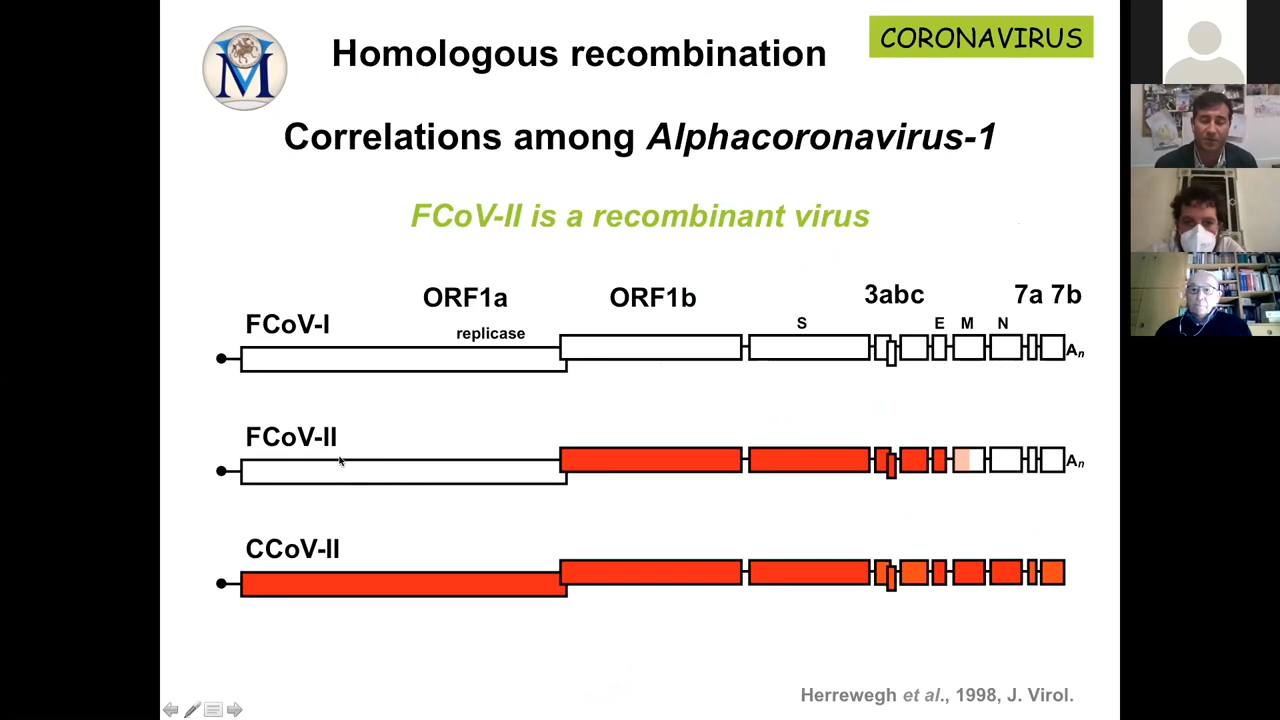 Homologous recombination
CORONAVIRUS
Correlations among Alphacoronavirus-1
FCoV-II is a recombinant virus
ORF1a ORF1b 3abc 7a 7b
FCoV-I
replicase S E M N
An
FCoV-II
An
CCoV-II
Herrewegh et al., 1998, J. Virol.